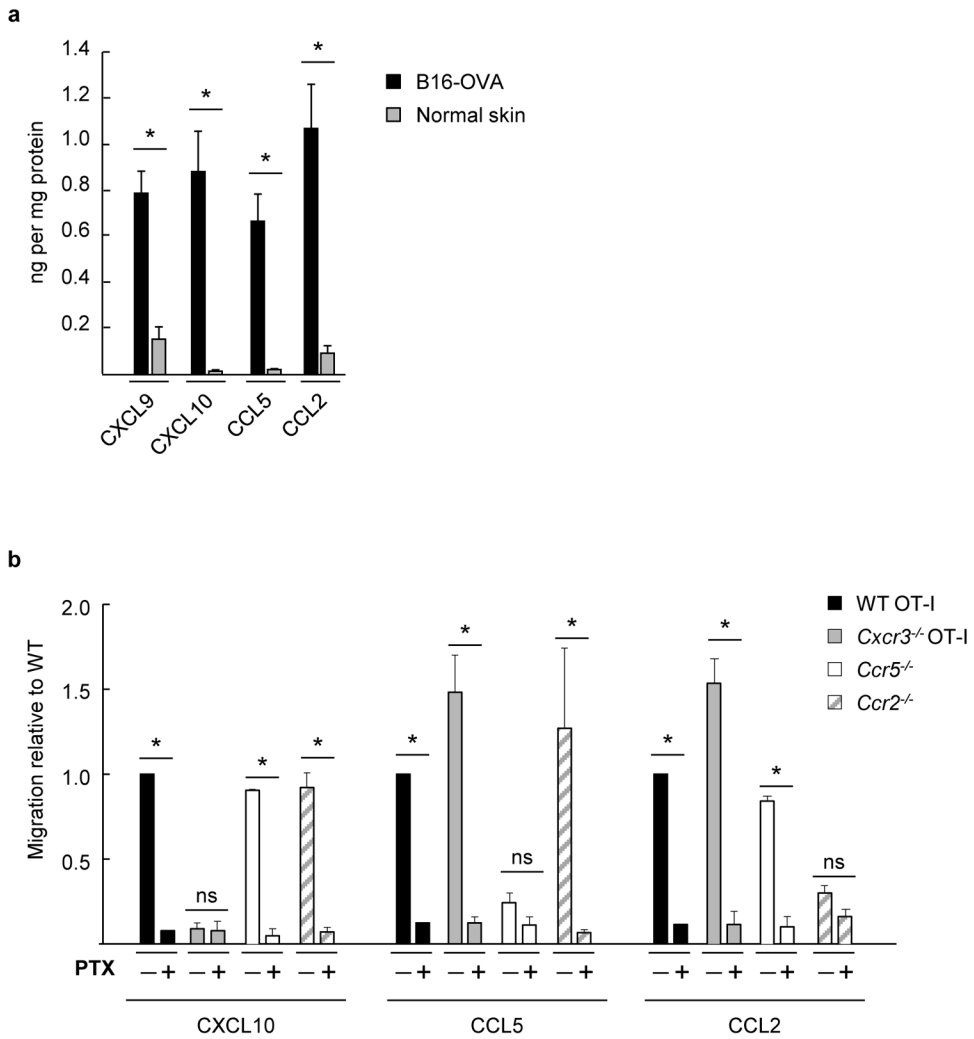 a
1.4
1.2
1.0
0.8
0.6
0.4
0.2
ng per mg protein
* * * *
B16-OVA
Normal skin
CXCL9 CXCL10 CCL5 CCL2
b
2.0
1.5
1.0
0.5
Migration relative to WT
WT OT-I
Cxcr3-/- OT-I
Ccr5-/-
Ccr2-/-
* ns * * * * ns * * * * ns
PTX – + – + – + – + – + – + – + – + – + – + – + – +
CXCL10 CCL5 CCL2